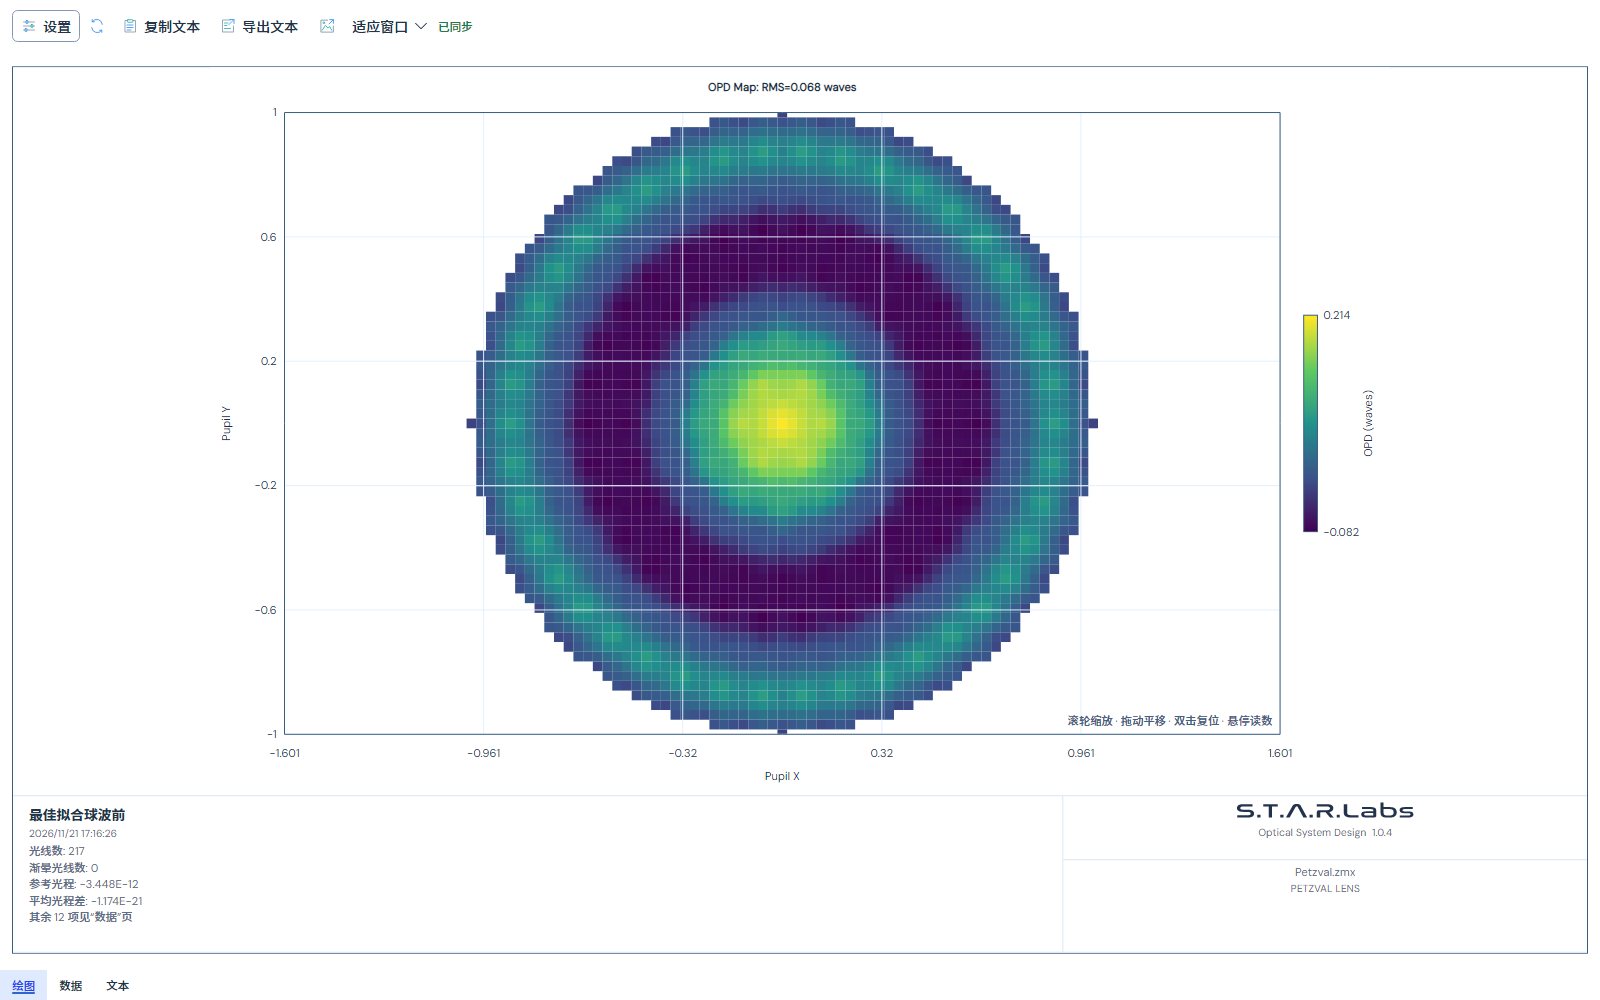 设置 复制文本 导出文本 适应窗口 已同步
OPD Map: RMS=0.068 waves
1
0.6
0.2
-0.2
-0.6
-1
Pupil Y
-1.601 -0.961 -0.32 0.32 0.961 1.601
Pupil X
滚轮缩放 · 拖动平移 · 双击复位 · 悬停读数
0.214
-0.082
OPD (waves)
最佳拟合球波前
2026/11/21 17:16:26
光线数: 217
渐晕光线数: 0
参考光程: -3.448E-12
平均光程差: -1.174E-21
其余 12 项见“数据”页
S.T.A.R.Labs
Optical System Design 1.0.4
Petzval.zmx
PETZVAL LENS
绘图 数据 文本